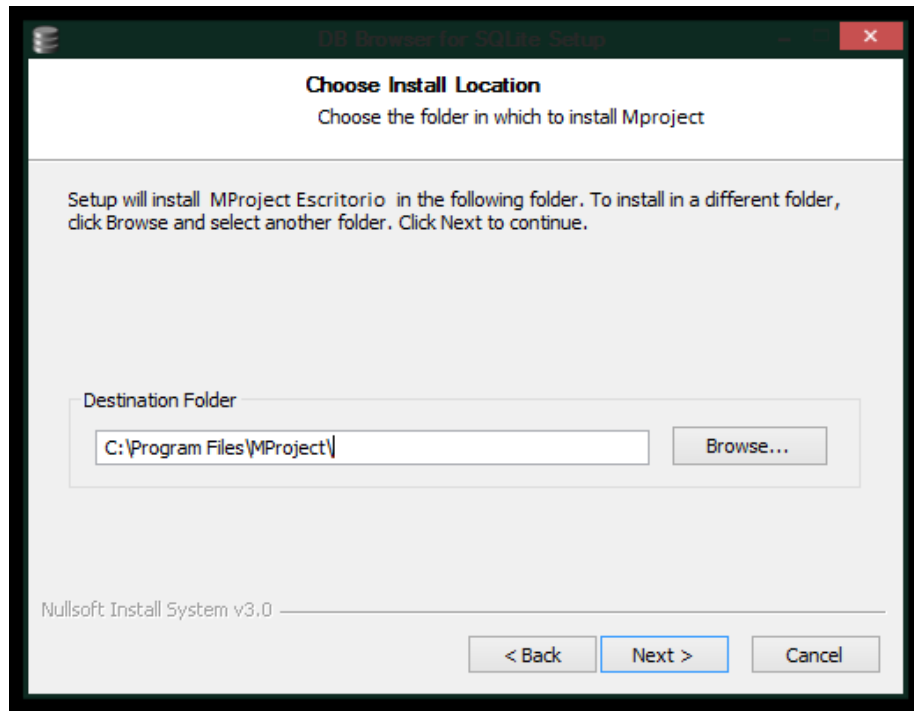 DB Browser for SQLite Setup
Choose Install Location
Choose the folder in which to install Mproject
Setup will install MProject Escritorio in the following folder. To install in a different folder,
click Browse and select another folder. Click Next to continue.
Destination Folder
C:\Program Files\MProject\
Browse...
Nullsoft Install System v3.0
< Back Next > Cancel